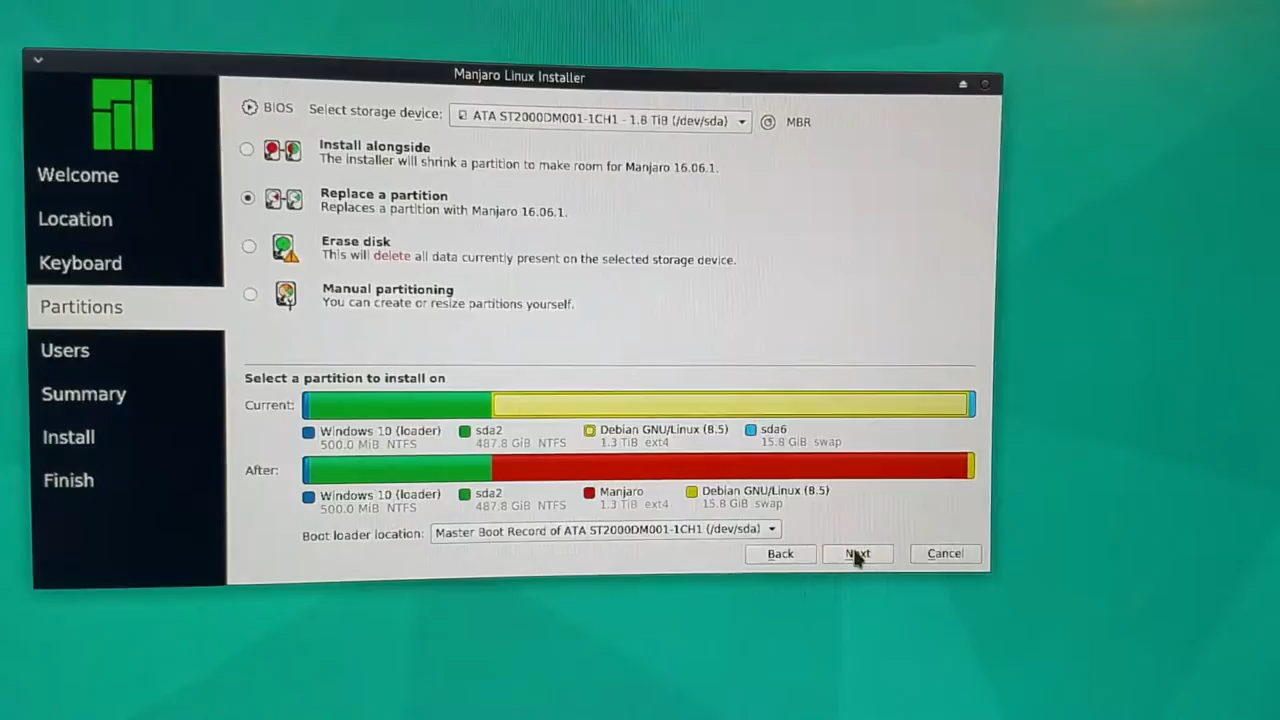 Manjaro Linux Installer
BIOS Select storage device: ATA ST2000DM001-1CH1 - 1.8 TiB (/dev/sda) MBR
Install alongside
The installer will shrink a partition to make room for Manjaro 16.06.1.
Replace a partition
Replaces a partition with Manjaro 16.06.1.
Erase disk
This will delete all data currently present on the selected storage device.
Manual partitioning
You can create or resize partitions yourself.
Welcome
Location
Keyboard
Partitions
Users
Summary
Install
Finish
Select a partition to install on
Current:
Windows 10 (loader) sda2 Debian GNU/Linux (8.5) sda6
500.0 MiB NTFS 487.8 GiB NTFS 1.3 TiB ext4 15.8 GiB swap
After:
Windows 10 (loader) sda2 Manjaro Debian GNU/Linux (8.5)
500.0 MiB NTFS 487.8 GiB NTFS 1.3 TiB ext4 15.8 GiB swap
Boot loader location: Master Boot Record of ATA ST2000DM001-1CH1 (/dev/sda)
Back Next Cancel